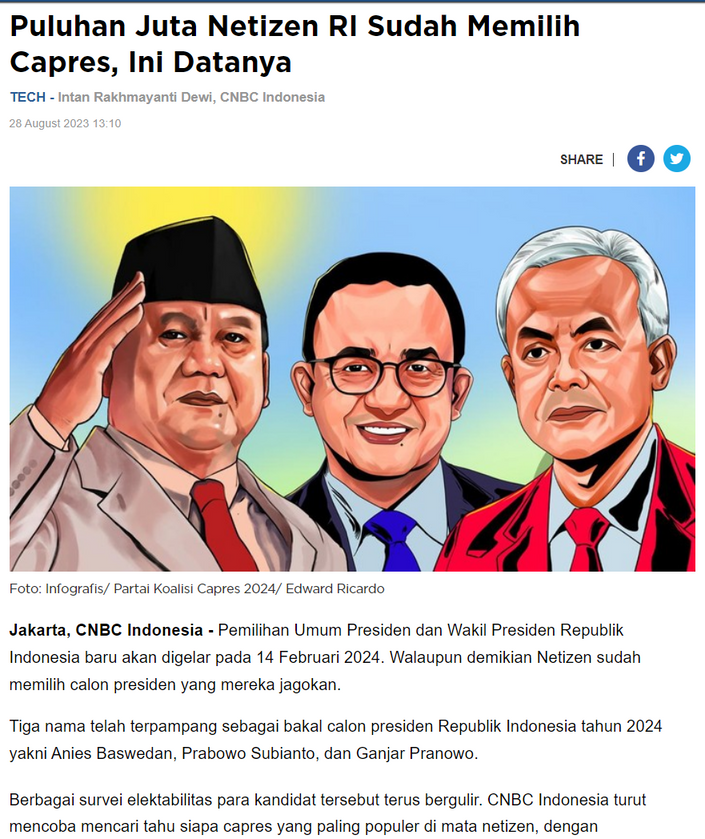 Puluhan Juta Netizen RI Sudah Memilih
Capres, Ini Datanya
TECH - Intan Rakhmayanti Dewi, CNBC Indonesia
28 August 2023 13:10
SHARE |
Foto: Infografis/ Partai Koalisi Capres 2024/ Edward Ricardo
Jakarta, CNBC Indonesia - Pemilihan Umum Presiden dan Wakil Presiden Republik
Indonesia baru akan digelar pada 14 Februari 2024. Walaupun demikian Netizen sudah
memilih calon presiden yang mereka jagokan.
Tiga nama telah terpampang sebagai bakal calon presiden Republik Indonesia tahun 2024
yakni Anies Baswedan, Prabowo Subianto, dan Ganjar Pranowo.
Berbagai survei elektabilitas para kandidat tersebut terus bergulir. CNBC Indonesia turut
mencoba mencari tahu siapa capres yang paling populer di mata netizen, dengan